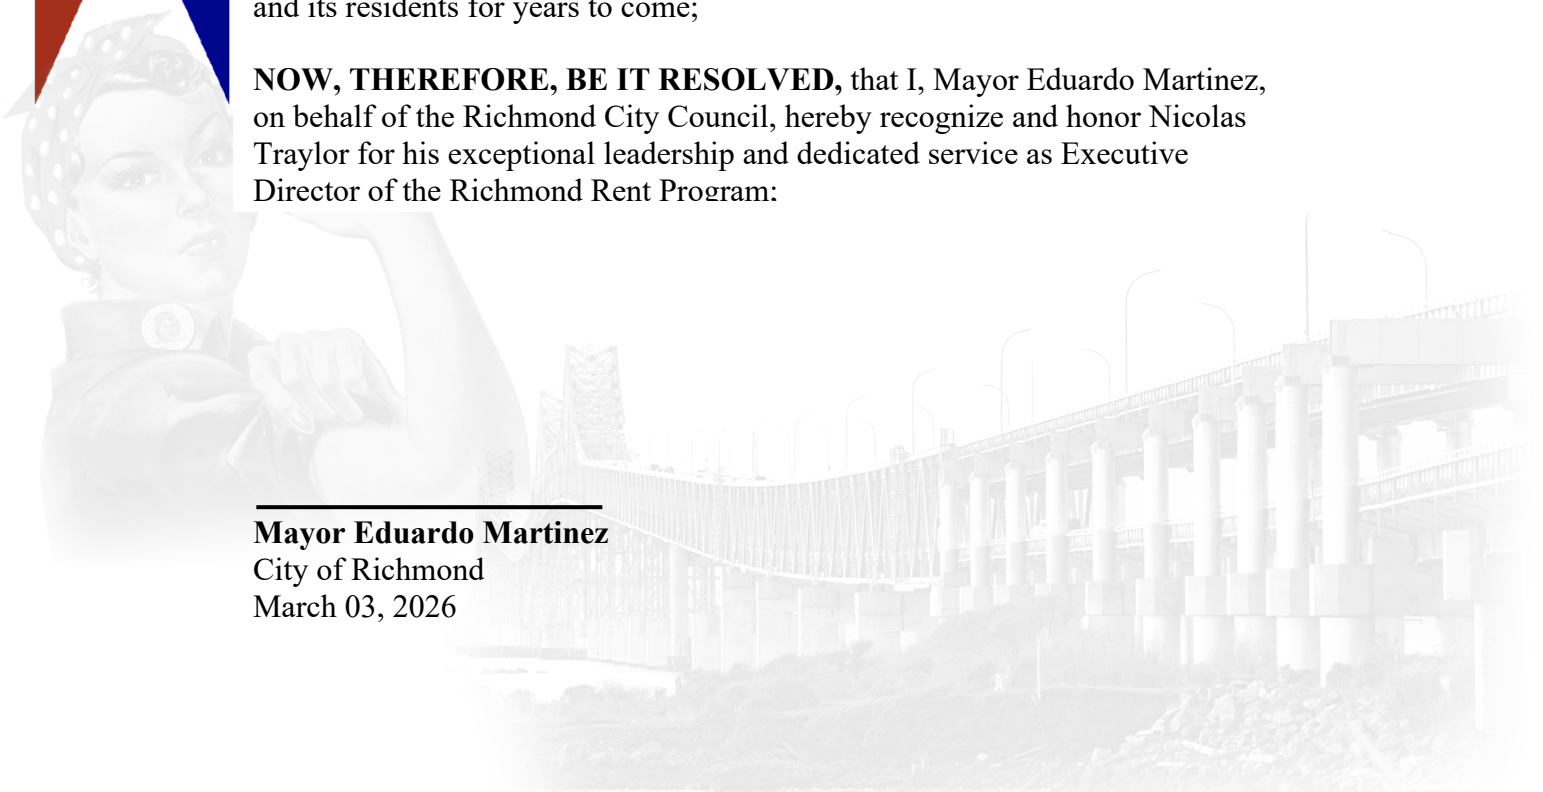 and its residents for years to come;
NOW, THEREFORE, BE IT RESOLVED, that I, Mayor Eduardo Martinez,
on behalf of the Richmond City Council, hereby recognize and honor Nicolas
Traylor for his exceptional leadership and dedicated service as Executive
Director of the Richmond Rent Program;
Mayor Eduardo Martinez
City of Richmond
March 03, 2026